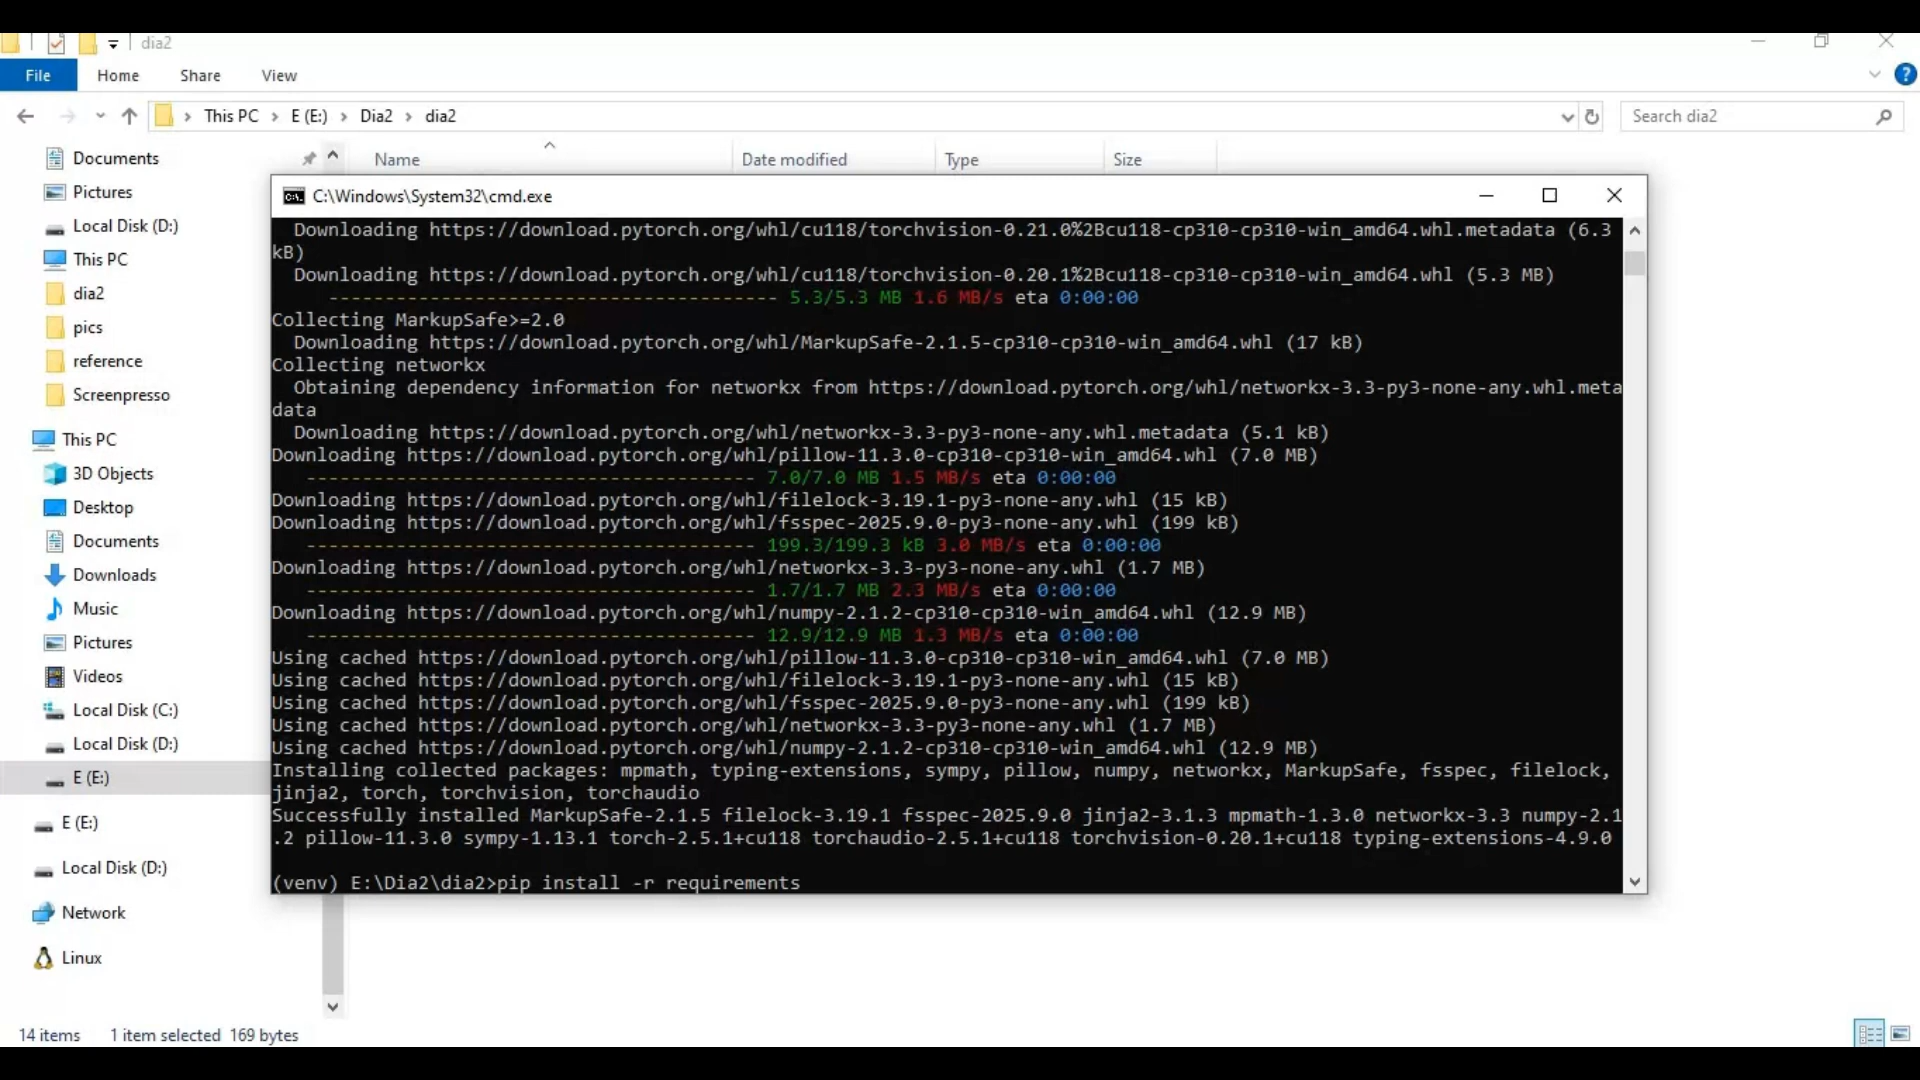 dia2
File Home Share View
This PC > E (E:) > Dia2 > dia2
Search dia2
Name Date modified Type Size
Documents
Pictures
Local Disk (D:)
This PC
dia2
pics
reference
Screenpresso
This PC
3D Objects
Desktop
Documents
Downloads
Music
Pictures
Videos
Local Disk (C:)
Local Disk (D:)
E (E:)
E (E:)
Local Disk (D:)
Network
Linux
C:\Windows\System32\cmd.exe
Downloading https://download.pytorch.org/whl/cu118/torchvision-0.21.0%2Bcu118-cp310-cp310-win_amd64.whl.metadata (6.3
kB)
Downloading https://download.pytorch.org/whl/cu118/torchvision-0.20.1%2Bcu118-cp310-cp310-win_amd64.whl (5.3 MB)
---------------------------------------- 5.3/5.3 MB 1.6 MB/s eta 0:00:00
Collecting MarkupSafe>=2.0
Downloading https://download.pytorch.org/whl/MarkupSafe-2.1.5-cp310-cp310-win_amd64.whl (17 kB)
Collecting networkx
Obtaining dependency information for networkx from https://download.pytorch.org/whl/networkx-3.3-py3-none-any.whl.meta
data
Downloading https://download.pytorch.org/whl/networkx-3.3-py3-none-any.whl.metadata (5.1 kB)
Downloading https://download.pytorch.org/whl/pillow-11.3.0-cp310-cp310-win_amd64.whl (7.0 MB)
---------------------------------------- 7.0/7.0 MB 1.5 MB/s eta 0:00:00
Downloading https://download.pytorch.org/whl/filelock-3.19.1-py3-none-any.whl (15 kB)
Downloading https://download.pytorch.org/whl/fsspec-2025.9.0-py3-none-any.whl (199 kB)
---------------------------------------- 199.3/199.3 kB 3.0 MB/s eta 0:00:00
Downloading https://download.pytorch.org/whl/networkx-3.3-py3-none-any.whl (1.7 MB)
---------------------------------------- 1.7/1.7 MB 2.3 MB/s eta 0:00:00
Downloading https://download.pytorch.org/whl/numpy-2.1.2-cp310-cp310-win_amd64.whl (12.9 MB)
---------------------------------------- 12.9/12.9 MB 1.3 MB/s eta 0:00:00
Using cached https://download.pytorch.org/whl/pillow-11.3.0-cp310-cp310-win_amd64.whl (7.0 MB)
Using cached https://download.pytorch.org/whl/filelock-3.19.1-py3-none-any.whl (15 kB)
Using cached https://download.pytorch.org/whl/fsspec-2025.9.0-py3-none-any.whl (199 kB)
Using cached https://download.pytorch.org/whl/networkx-3.3-py3-none-any.whl (1.7 MB)
Using cached https://download.pytorch.org/whl/numpy-2.1.2-cp310-cp310-win_amd64.whl (12.9 MB)
Installing collected packages: mpmath, typing-extensions, sympy, pillow, numpy, networkx, MarkupSafe, fsspec, filelock,
jinja2, torch, torchvision, torchaudio
Successfully installed MarkupSafe-2.1.5 filelock-3.19.1 fsspec-2025.9.0 jinja2-3.1.3 mpmath-1.3.0 networkx-3.3 numpy-2.1
.2 pillow-11.3.0 sympy-1.13.1 torch-2.5.1+cu118 torchaudio-2.5.1+cu118 torchvision-0.20.1+cu118 typing-extensions-4.9.0
(venv) E:\Dia2\dia2>pip install -r requirements
14 items 1 item selected 169 bytes